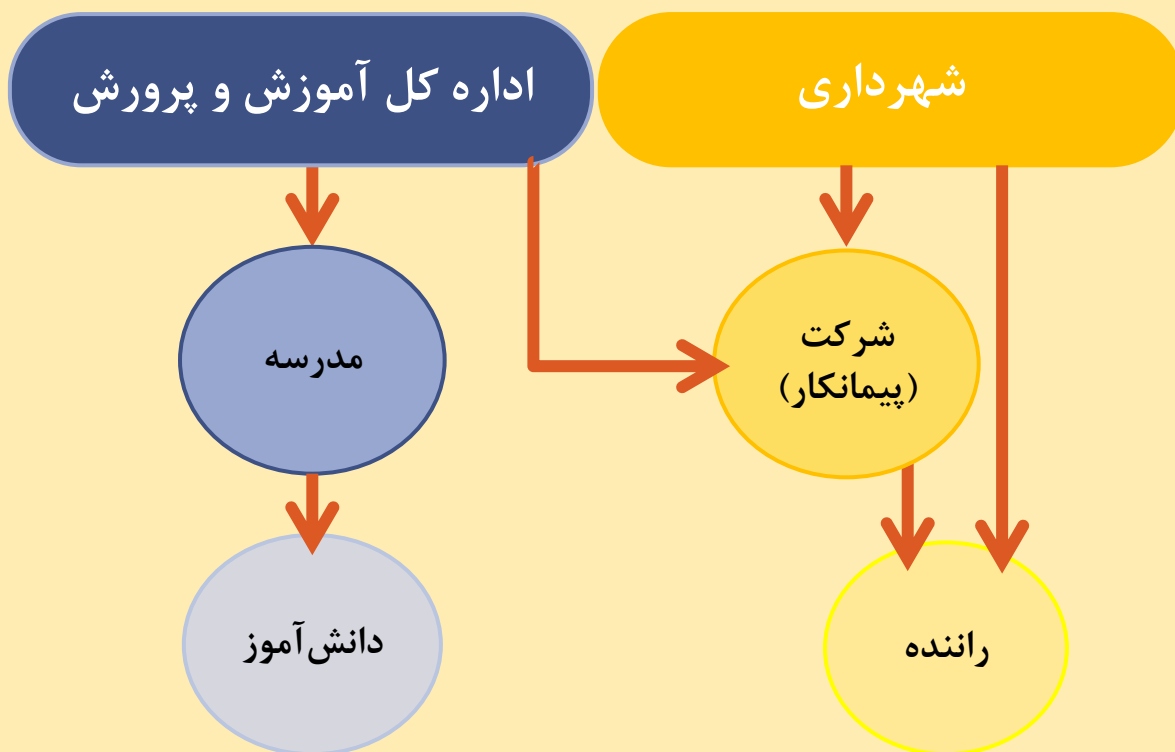 شهرداری
اداره کل آموزش و پرورش
شرکت
(پیمانکار)
مدرسه
راننده
دانش‌آموز